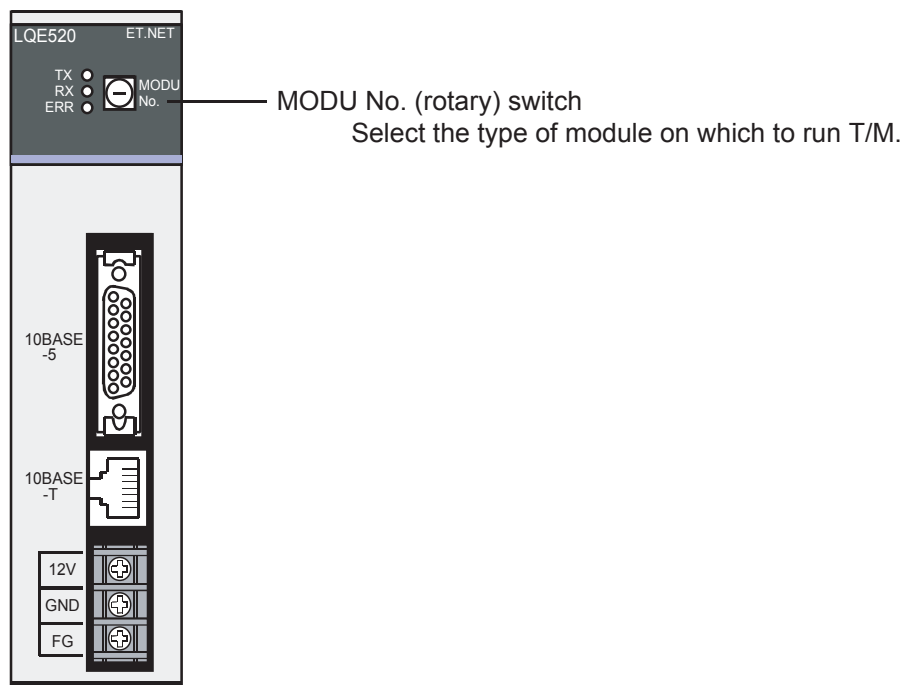 LQE520 ET.NET
TX
RX
ERR
MODU
No.
MODU No. (rotary) switch
Select the type of module on which to run T/M.
10BASE
-5
10BASE
-T
12V
GND
FG